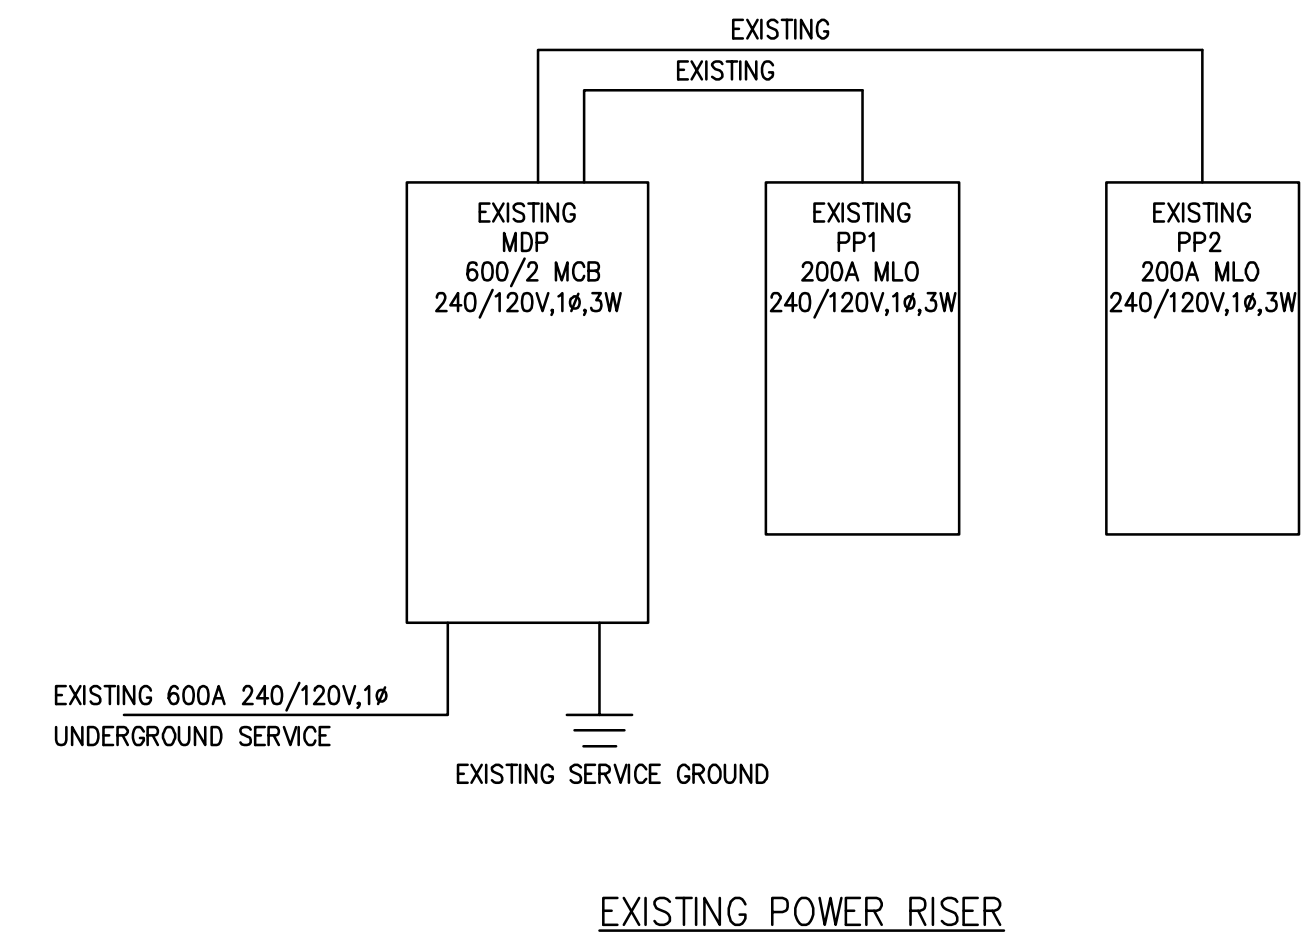 EXISTING
EXISTING
EXISTING
MDP
600/2 MCB
240/120V,1ø,3W
EXISTING
PP1
200A MLO
240/120V,1ø,3W
EXISTING
PP2
200A MLO
240/120V,1ø,3W
EXISTING 600A 240/120V,1ø
UNDERGROUND SERVICE
EXISTING SERVICE GROUND
EXISTING POWER RISER